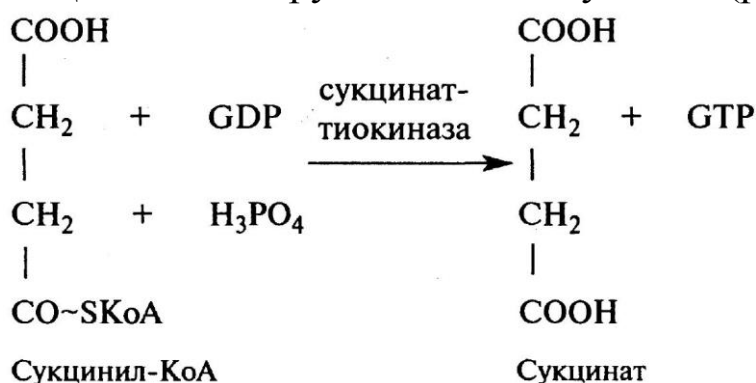 COOH COOH
| |
CH₂ + GDP сукцинат- CH₂ + GTP
тиокиназа
| |
CH₂ + H₃PO₄ CH₂
| |
CO~SKoA COOH
Сукцинил-КоА Сукцинат